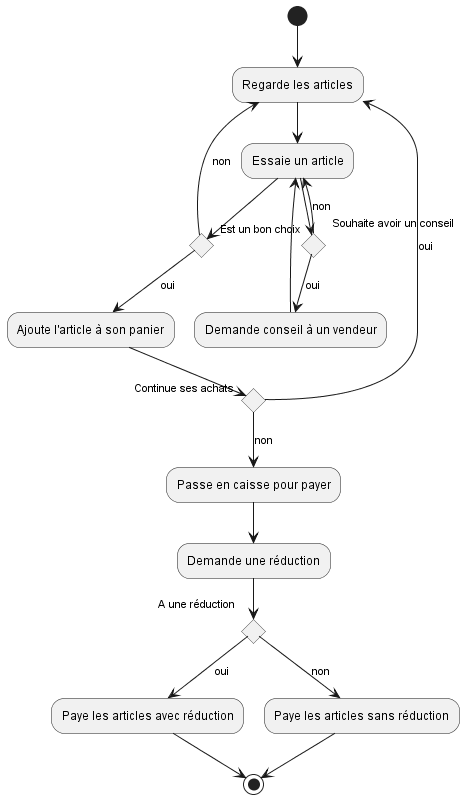 Regarde les articles
Essaie un article
non
non
Souhaite avoir un conseil
Est un bon choix
oui
oui
oui
Ajoute l'article à son panier
Demande conseil à un vendeur
Continue ses achats
non
Passe en caisse pour payer
Demande une réduction
A une réduction
oui
non
Paye les articles avec réduction
Paye les articles sans réduction